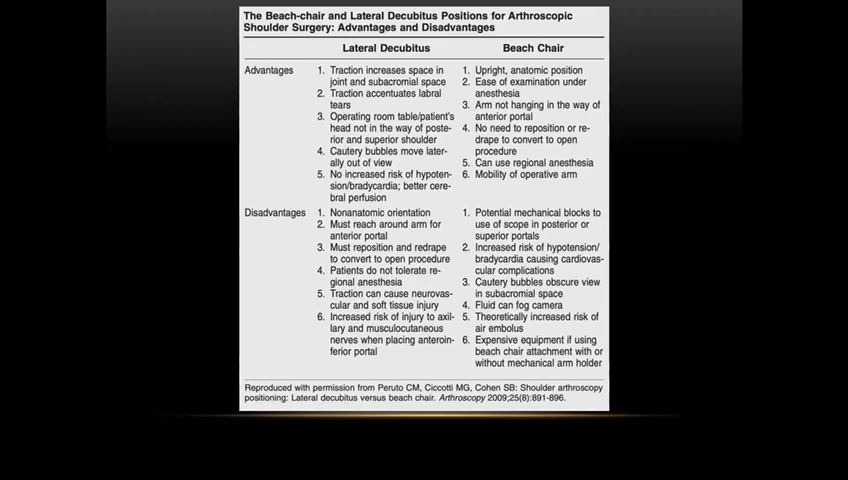 The Beach-chair and Lateral Decubitus Positions for Arthroscopic
Shoulder Surgery: Advantages and Disadvantages
Lateral Decubitus
Beach Chair
Advantages
1. Traction increases space in
joint and subacromial space
2. Traction accentuates labral
tears
3. Operating room table/patient's
head not in the way of poste-
rior and superior shoulder
4. Cautery bubbles move later-
ally out of view
5. No increased risk of hypoten-
sion/bradycardia; better cere-
bral perfusion
1. Upright, anatomic position
2. Ease of examination under
anesthesia
3. Arm not hanging in the way of
anterior portal
4. No need to reposition or re-
drape to convert to open
procedure
5. Can use regional anesthesia
6. Mobility of operative arm
Disadvantages
1. Nonanatomic orientation
2. Must reach around arm for
anterior portal
3. Must reposition and redrape
to convert to open procedure
4. Patients do not tolerate re-
gional anesthesia
5. Traction can cause neurovas-
cular and soft tissue injury
6. Increased risk of injury to axil-
lary and musculocutaneous
nerves when placing anteroin-
ferior portal
1. Potential mechanical blocks to
use of scope in posterior or
superior portals
2. Increased risk of hypotension/
bradycardia causing cardiovas-
cular complications
3. Cautery bubbles obscure view
in subacromial space
4. Fluid can fog camera
5. Theoretically increased risk of
air embolus
6. Expensive equipment if using
beach chair attachment with or
without mechanical arm holder
Reproduced with permission from Peruto CM, Ciccotti MG, Cohen SB: Shoulder arthroscopy
positioning: Lateral decubitus versus beach chair. Arthroscopy 2009;25(8):891-896.